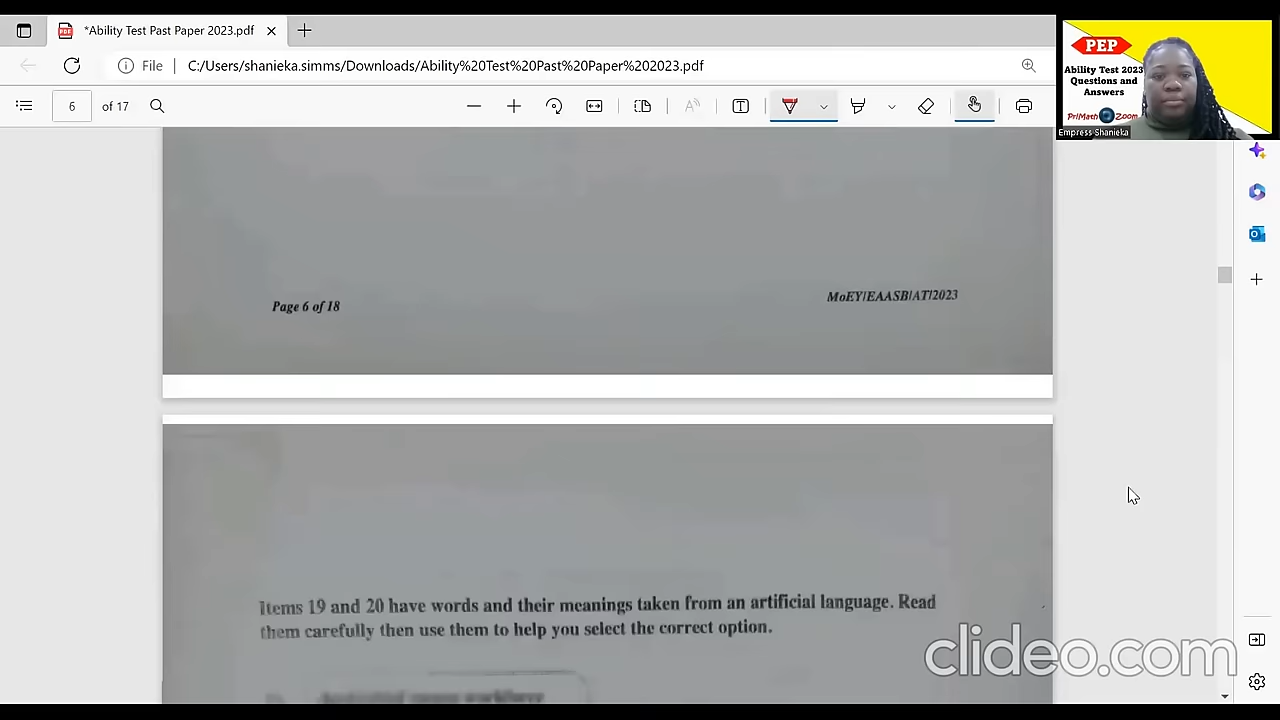 *Ability Test Past Paper 2023.pdf
File
C:/Users/shanieka.simms/Downloads/Ability%20Test%20Past%20Paper%202023.pdf
6 of 17
PEP
Ability Test 2023
Questions and
Answers
PriMath Zoom
Empress Shanieka
Page 6 of 18
MoEY/EAASB/AT/2023
Items 19 and 20 have words and their meanings taken from an artificial language. Read
them carefully then use them to help you select the correct option.
clideo.com